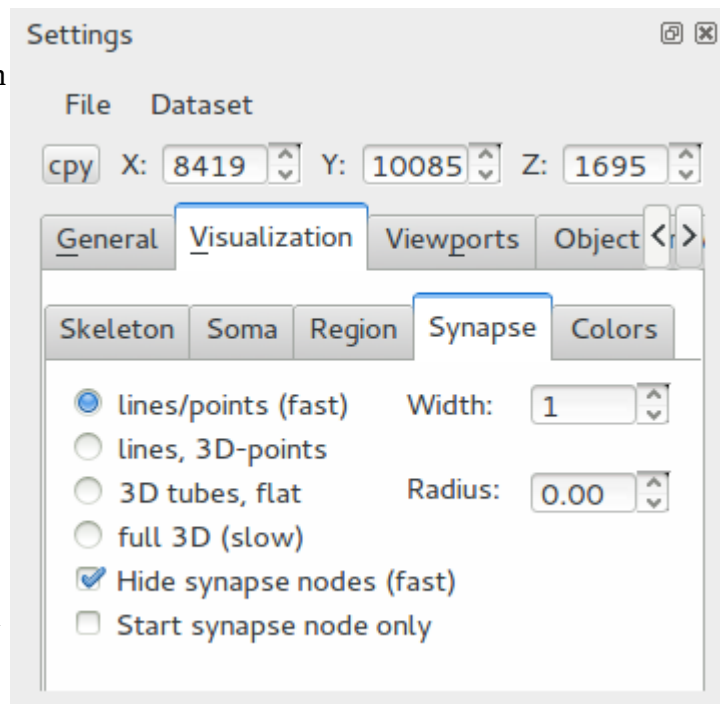 Settings
File Dataset
cpy X: 8419 Y: 10085 Z: 1695
General Visualization Viewports Object < >
Skeleton Soma Region Synapse Colors
lines/points (fast) Width: 1
lines, 3D-points
3D tubes, flat Radius: 0.00
full 3D (slow)
Hide synapse nodes (fast)
Start synapse node only